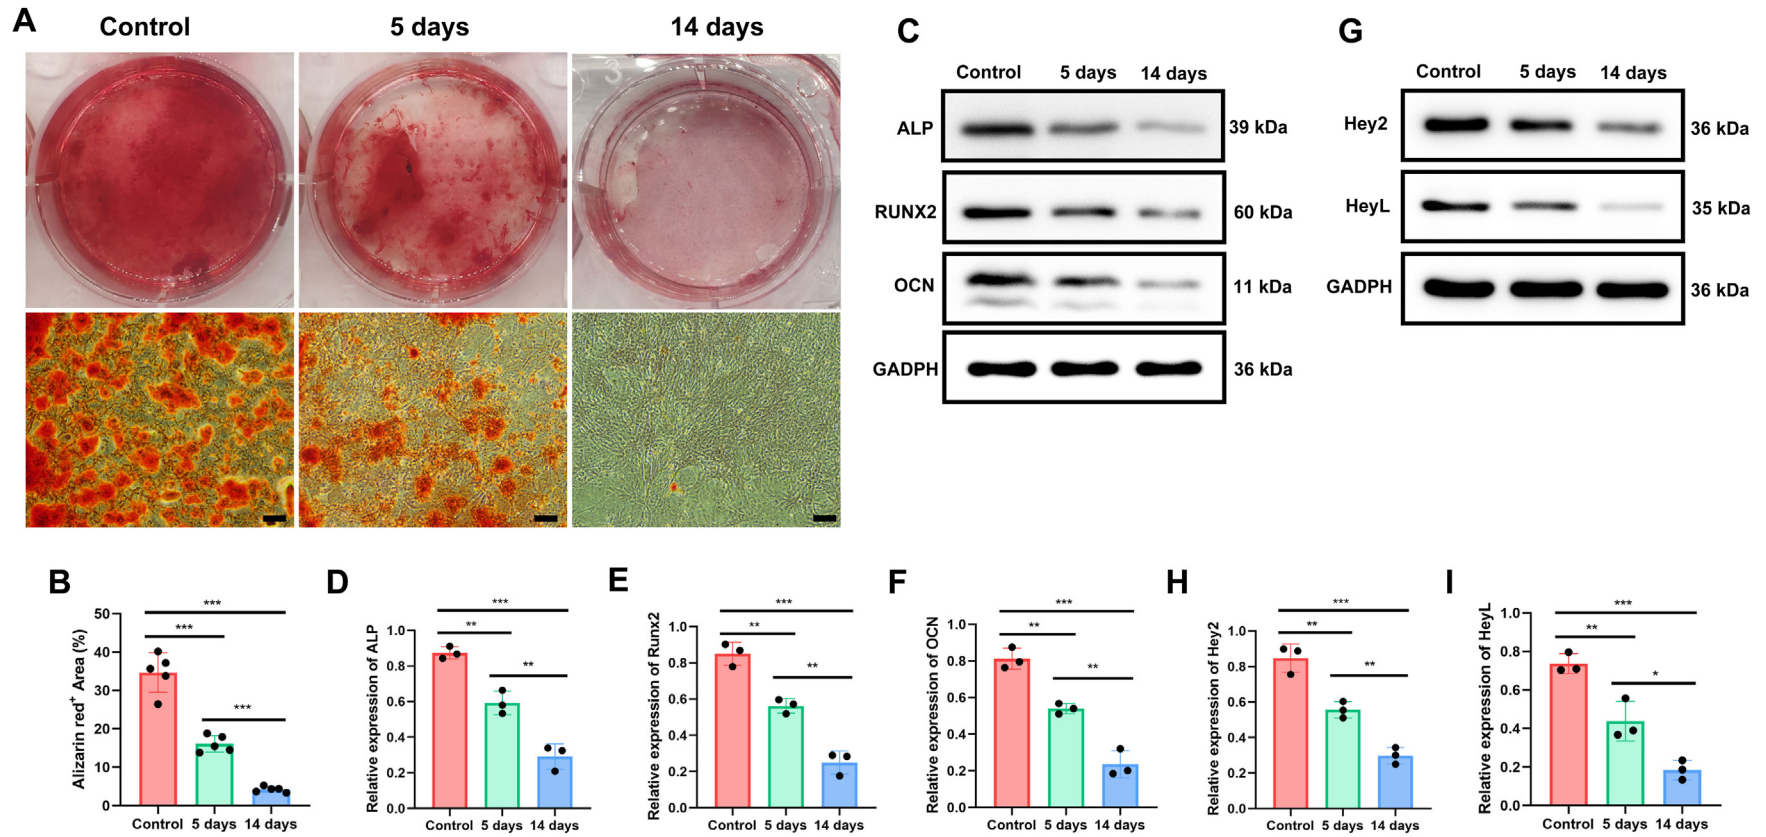 A
Control 5 days 14 days
C
Control 5 days 14 days
ALP 39 kDa
RUNX2 60 kDa
OCN 11 kDa
GADPH 36 kDa
G
Control 5 days 14 days
Hey2 36 kDa
HeyL 35 kDa
GADPH 36 kDa
B
Alizarin red+ Area (%)
50
40
30
20
10
0
***
***
***
Control 5 days 14 days
D
Relative expression of ALP
1.0
0.8
0.6
0.4
0.2
0.0
***
**
**
Control 5 days 14 days
E
Relative expression of Runx2
1.0
0.8
0.6
0.4
0.2
0.0
***
**
**
Control 5 days 14 days
F
Relative expression of OCN
1.0
0.8
0.6
0.4
0.2
0.0
***
**
**
Control 5 days 14 days
H
Relative expression of Hey2
1.0
0.8
0.6
0.4
0.2
0.0
***
**
**
Control 5 days 14 days
I
Relative expression of HeyL
1.0
0.8
0.6
0.4
0.2
0.0
***
**
*
Control 5 days 14 days